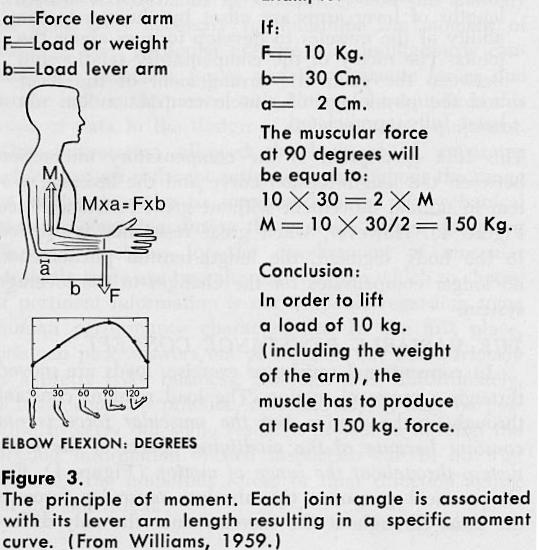 a=Force lever arm
F=Load or weight
b=Load lever arm
M
Mxa=Fxb
a
b
F
0 30 60 90 120
ELBOW FLEXION: DEGREES
If:
F= 10 Kg.
b= 30 Cm.
a= 2 Cm.
The muscular force
at 90 degrees will
be equal to:
10 × 30 = 2 × M
M = 10 × 30/2 = 150 Kg.
Conclusion:
In order to lift
a load of 10 kg.
(including the weight
of the arm), the
muscle has to produce
at least 150 kg. force.
Figure 3.
The principle of moment. Each joint angle is associated
with its lever arm length resulting in a specific moment
curve. (From Williams, 1959.)